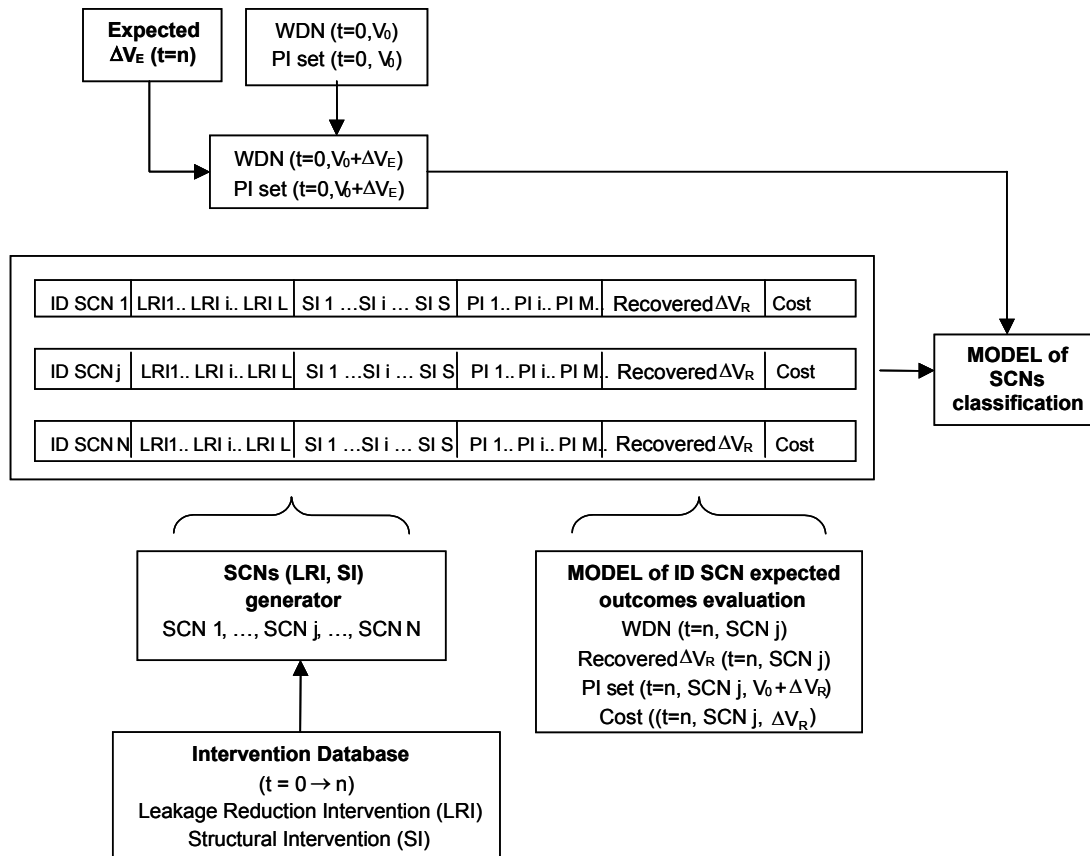 Expected
ΔVE (t=n)
WDN (t=0,V0)
PI set (t=0, V0)
WDN (t=0,V0+ΔVE)
PI set (t=0,V0+ΔVE)
ID SCN 1 LRI1.. LRI i.. LRI L SI 1 …SI i … SI S PI 1.. PI i.. PI M.. Recovered ΔVR Cost
ID SCN j LRI1.. LRI i.. LRI L SI 1 …SI i … SI S PI 1.. PI i.. PI M.. Recovered ΔVR Cost
ID SCN N LRI1.. LRI i.. LRI L SI 1 …SI i … SI S PI 1.. PI i.. PI M.. Recovered ΔVR Cost
MODEL of
SCNs
classification
SCNs (LRI, SI)
generator
SCN 1, …, SCN j, …, SCN N
MODEL of ID SCN expected
outcomes evaluation
WDN (t=n, SCN j)
Recovered ΔVR (t=n, SCN j)
PI set (t=n, SCN j, V0 + ΔVR)
Cost ((t=n, SCN j, ΔVR)
Intervention Database
(t = 0 → n)
Leakage Reduction Intervention (LRI)
Structural Intervention (SI)